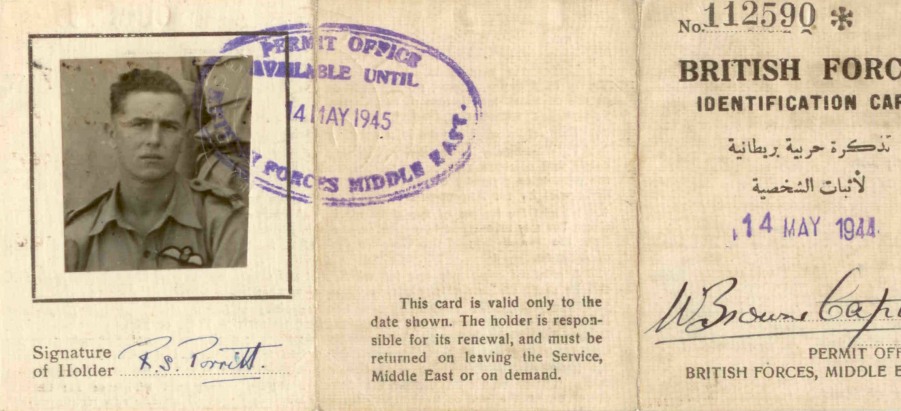 PERMIT OFFICE
AVAILABLE UNTIL
14 MAY 1945
FORCES MIDDLE EAST.
Signature
of Holder R.S. Porritt.
This card is valid only to the
date shown. The holder is respon-
sible for its renewal, and must be
returned on leaving the Service,
Middle East or on demand.
No. 112590 *
BRITISH FORC
IDENTIFICATION CAR
تذكرة حربية بريطانية
لأثبات الشخصية
14 MAY 1944
W Browne Cap
PERMIT OFF
BRITISH FORCES, MIDDLE E